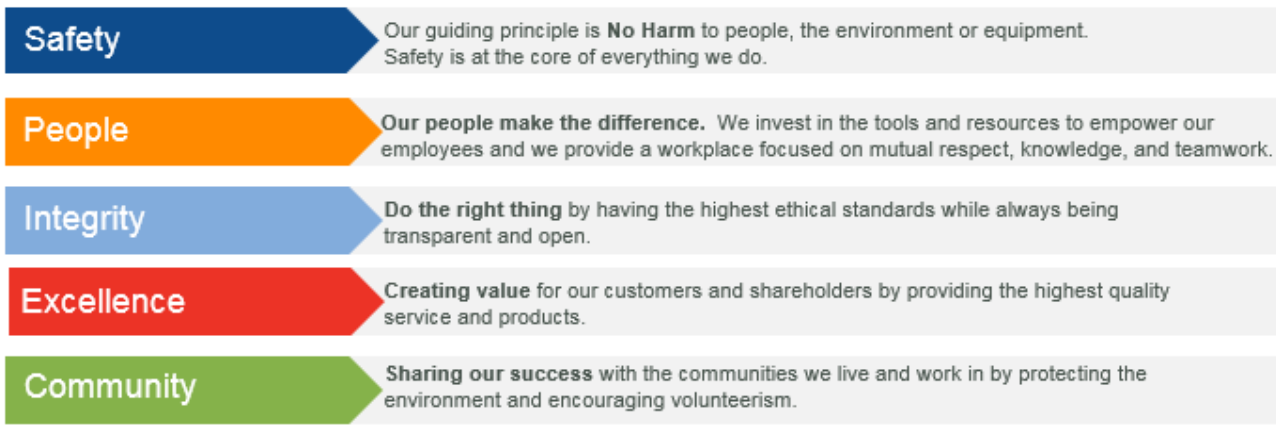 Safety
Our guiding principle is No Harm to people, the environment or equipment.
Safety is at the core of everything we do.
People
Our people make the difference. We invest in the tools and resources to empower our
employees and we provide a workplace focused on mutual respect, knowledge, and teamwork.
Integrity
Do the right thing by having the highest ethical standards while always being
transparent and open.
Excellence
Creating value for our customers and shareholders by providing the highest quality
service and products.
Community
Sharing our success with the communities we live and work in by protecting the
environment and encouraging volunteerism.